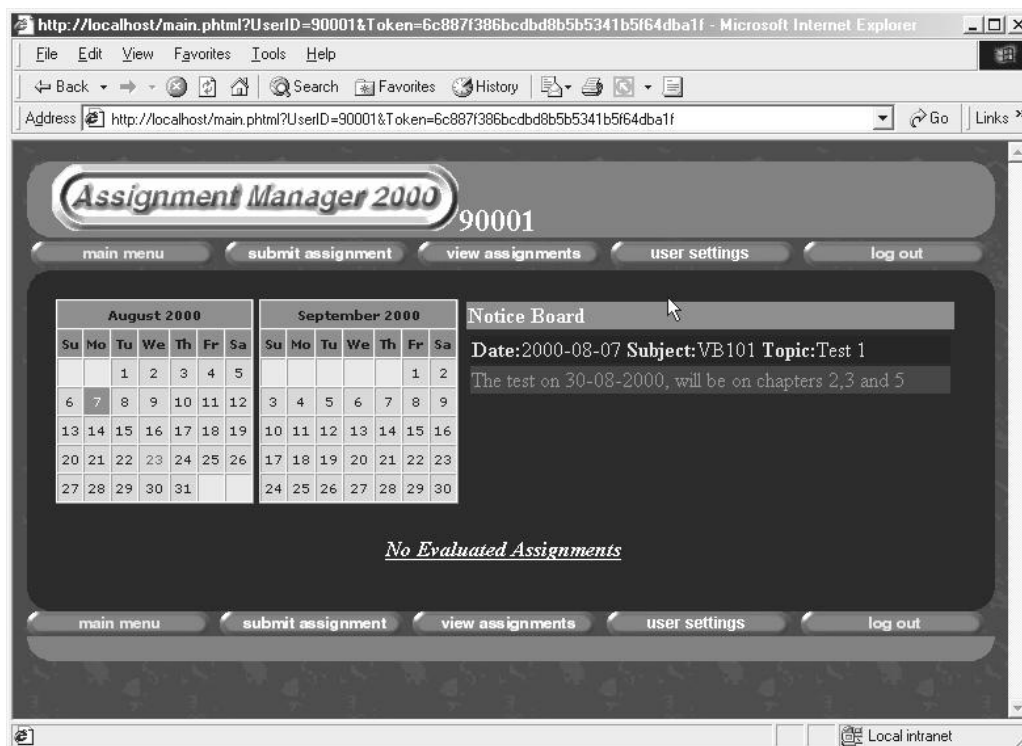 http://localhost/main.phtml?UserID=90001&Token=6c887f386bcdbd8b5b5341b5f64dba1f - Microsoft Internet Explorer
File Edit View Favorites Tools Help
Back Search Favorites History
Address http://localhost/main.phtml?UserID=90001&Token=6c887f386bcdbd8b5b5341b5f64dba1f Go Links »
Assignment Manager 2000 90001
main menu submit assignment view assignments user settings log out
August 2000 September 2000 Notice Board
Su Mo Tu We Th Fr Sa Su Mo Tu We Th Fr Sa Date:2000-08-07 Subject:VB101 Topic:Test 1
1 2 3 4 5 1 2 The test on 30-08-2000, will be on chapters 2,3 and 5
6 7 8 9 10 11 12 3 4 5 6 7 8 9
13 14 15 16 17 18 19 10 11 12 13 14 15 16
20 21 22 23 24 25 26 17 18 19 20 21 22 23
27 28 29 30 31 24 25 26 27 28 29 30
No Evaluated Assignments
main menu submit assignment view assignments user settings log out
Local intranet